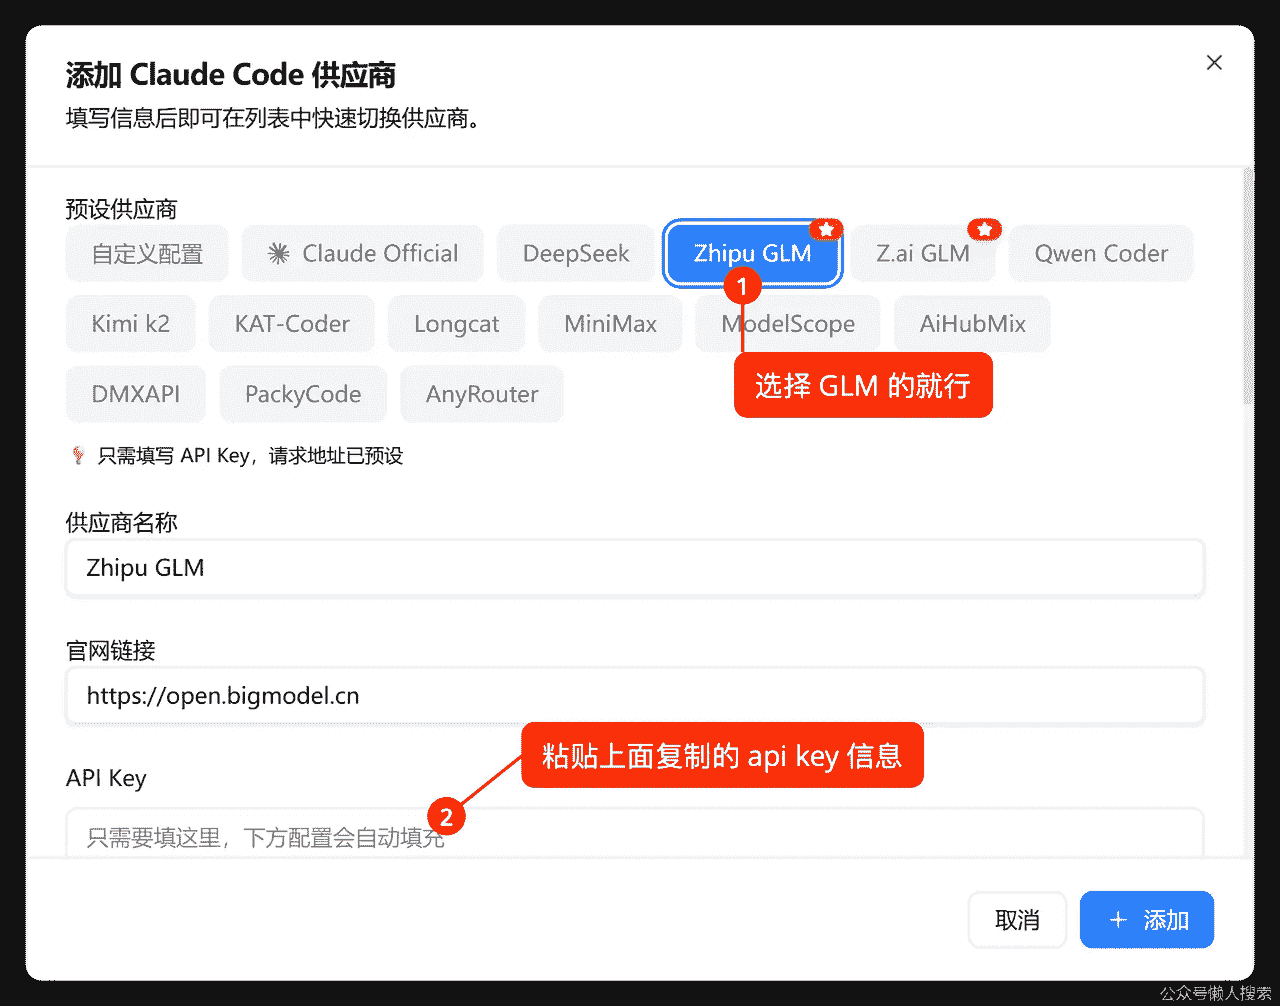 添加 Claude Code 供应商
填写信息后即可在列表中快速切换供应商。
预设供应商
自定义配置 Claude Official DeepSeek Zhipu GLM Z.ai GLM Qwen Coder
1
Kimi k2 KAT-Coder Longcat MiniMax ModelScope AiHubMix
选择 GLM 的就行
DMXAPI PackyCode AnyRouter
只需填写 API Key，请求地址已预设
供应商名称
Zhipu GLM
官网链接
https://open.bigmodel.cn
粘贴上面复制的 api key 信息
API Key
2
只需要填这里，下方配置会自动填充
取消 + 添加
公众号懒人搜索